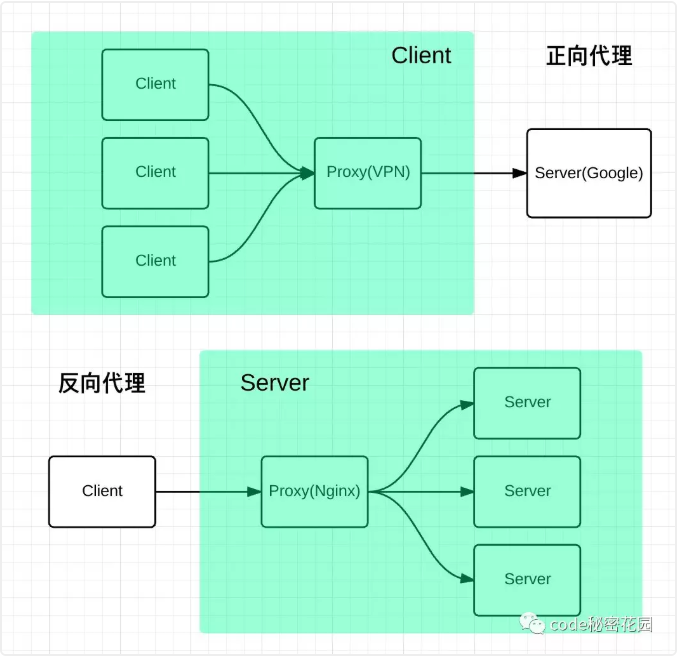 Client
正向代理
Client
Client
Proxy(VPN)
Server(Google)
Client
反向代理
Server
Server
Client
Proxy(Nginx)
Server
Server
code秘密花园